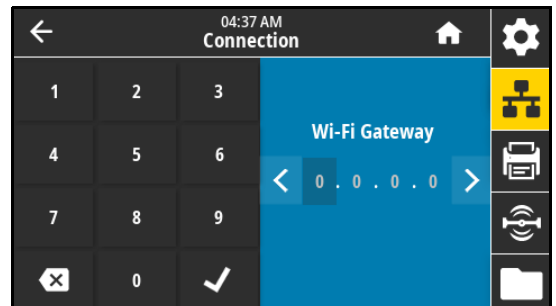 04:37 AM
Connection
1 2 3
4 5 6
7 8 9
0
Wi-Fi Gateway
0 . 0 . 0 . 0